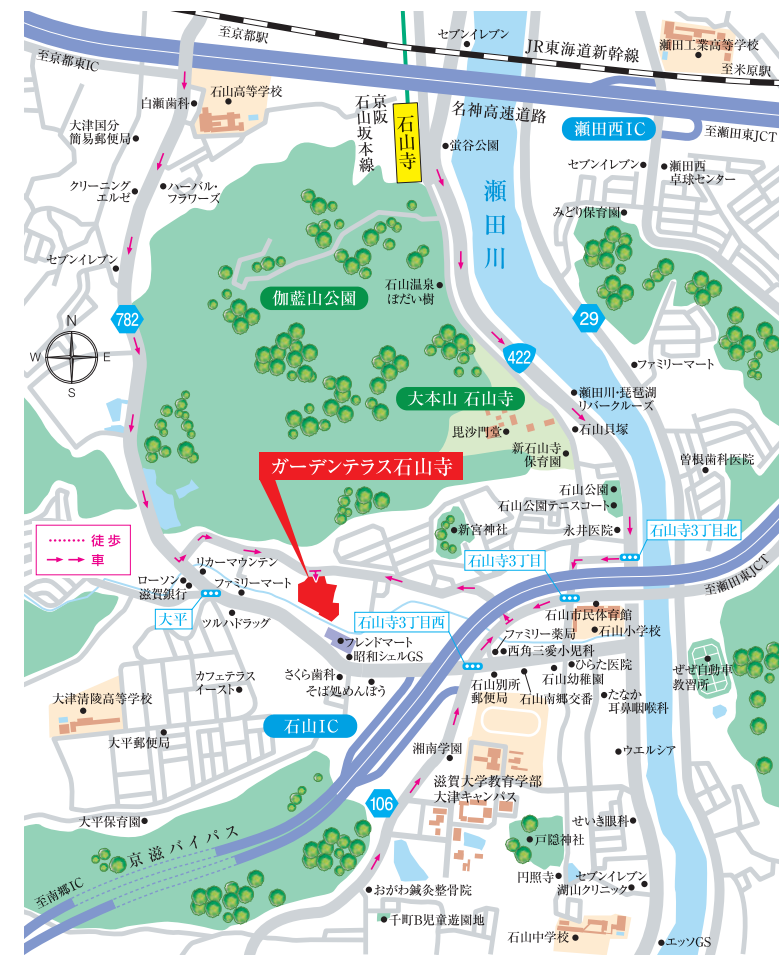 セブンイレブン
至京都駅
JR東海道新幹線
瀬田工業高等学校
至米原駅
至京都東IC
石山高等学校
白瀬歯科
京阪
石山坂本線
石山寺
名神高速道路
瀬田西IC
至瀬田東JCT
大津国分
簡易郵便局
螢谷公園
セブンイレブン
瀬田西
卓球センター
クリーニング
エルゼ
ハーバル・
フラワーズ
瀬田川
みどり保育園
セブンイレブン
石山温泉
ぼだい樹
伽藍山公園
782
29
422
N
W
E
S
ファミリーマート
大本山 石山寺
瀬田川・琵琶湖
リバークルーズ
毘沙門堂
石山貝塚
新石山寺
保育園
ガーデンテラス石山寺
曽根歯科医院
石山公園
石山公園テニスコート
新宮神社
永井医院
石山寺3丁目北
徒歩
車
リカーマウンテン
石山寺3丁目
ローソン
滋賀銀行
ファミリーマート
至瀬田東JCT
大平
ツルハドラッグ
石山寺3丁目西
石山市民体育館
ファミリー薬局
石山小学校
フレンドマート
昭和シェルGS
西角三愛小児科
ひらた医院
ぜぜ自動車
教習所
カフェテラス
イースト
さくら歯科
そば処めんぼう
石山幼稚園
石山別所
郵便局
石山南郷交番
たなか
耳鼻咽喉科
大津清陵高等学校
石山IC
大平郵便局
湘南学園
ウエルシア
滋賀大学教育学部
大津キャンパス
106
大平保育園
京滋バイパス
せいき眼科
戸隠神社
至南郷IC
おがわ鍼灸整骨院
円照寺
セブンイレブン
湖山クリニック
千町B児童遊園地
石山中学校
エッソGS